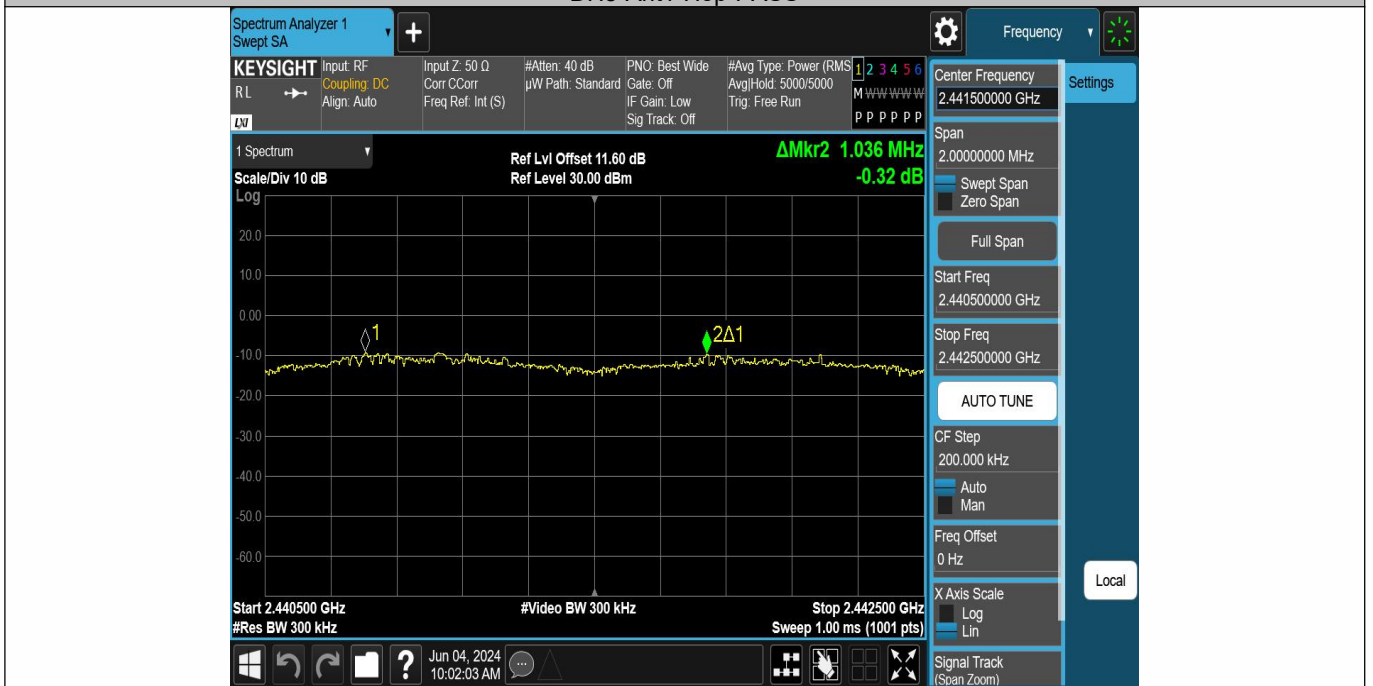 Spectrum Analyzer 1
Swept SA
+
Frequency
KEYSIGHT
RL
LXI
Input: RF
Coupling: DC
Align: Auto
Input Z: 50 Ω
Corr CCorr
Freq Ref: Int (S)
#Atten: 40 dB
µW Path: Standard
PNO: Best Wide
Gate: Off
IF Gain: Low
Sig Track: Off
#Avg Type: Power (RMS
Avg|Hold: 5000/5000
Trig: Free Run
1 2 3 4 5 6
M W W W W W
P P P P P P
Center Frequency
2.441500000 GHz
Settings
1 Spectrum
Scale/Div 10 dB
Log
Ref Lvl Offset 11.60 dB
Ref Level 30.00 dBm
ΔMkr2 1.036 MHz
-0.32 dB
Span
2.00000000 MHz
Swept Span
Zero Span
Full Span
Start Freq
2.440500000 GHz
Stop Freq
2.442500000 GHz
AUTO TUNE
CF Step
200.000 kHz
Auto
Man
Freq Offset
0 Hz
X Axis Scale
Log
Lin
Signal Track
(Span Zoom)
Local
20.0
10.0
0.00
-10.0
-20.0
-30.0
-40.0
-50.0
-60.0
1
2Δ1
Start 2.440500 GHz
#Res BW 300 kHz
#Video BW 300 kHz
Stop 2.442500 GHz
Sweep 1.00 ms (1001 pts)
?
Jun 04, 2024
10:02:03 AM